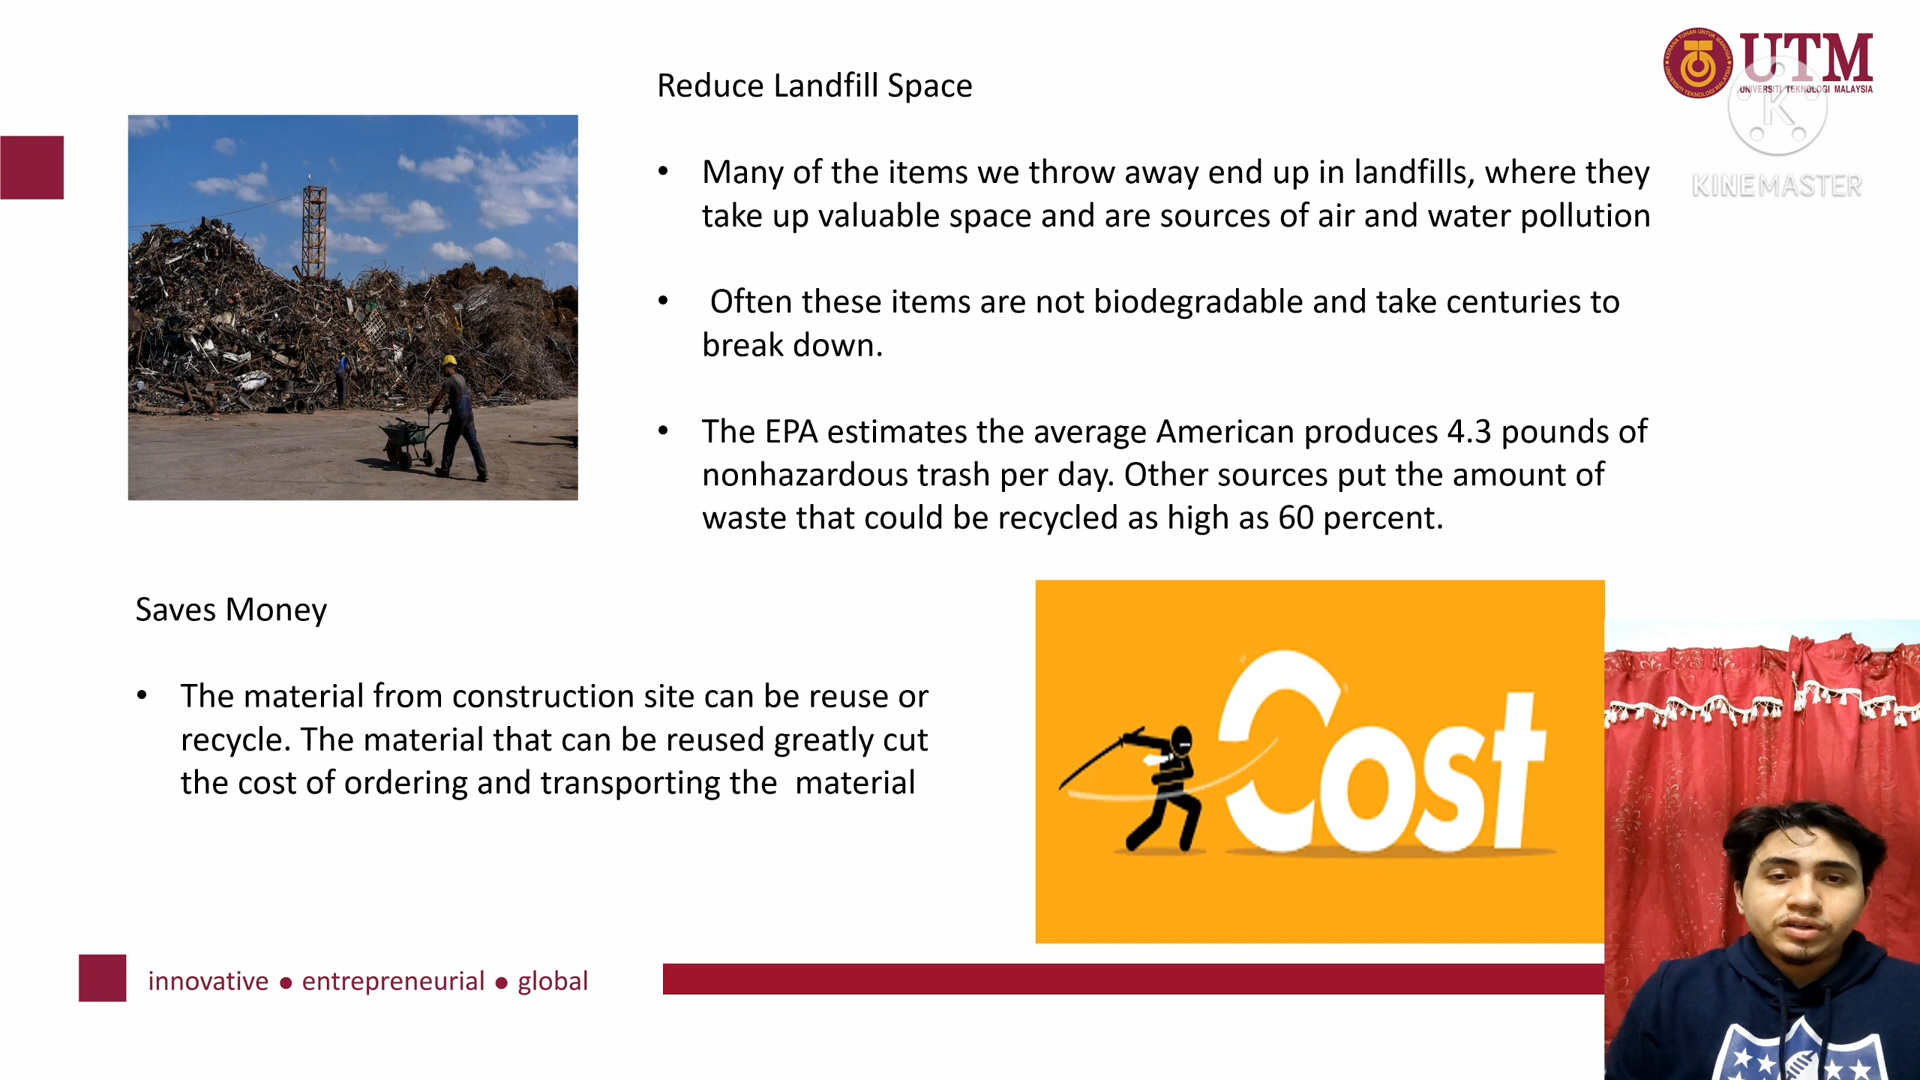 Reduce Landfill Space
UTM
UNIVERSITI TEKNOLOGI MALAYSIA
K
KINEMASTER
• Many of the items we throw away end up in landfills, where they
take up valuable space and are sources of air and water pollution
• Often these items are not biodegradable and take centuries to
break down.
• The EPA estimates the average American produces 4.3 pounds of
nonhazardous trash per day. Other sources put the amount of
waste that could be recycled as high as 60 percent.
Saves Money
• The material from construction site can be reuse or
recycle. The material that can be reused greatly cut
the cost of ordering and transporting the material
Cost
innovative ● entrepreneurial ● global